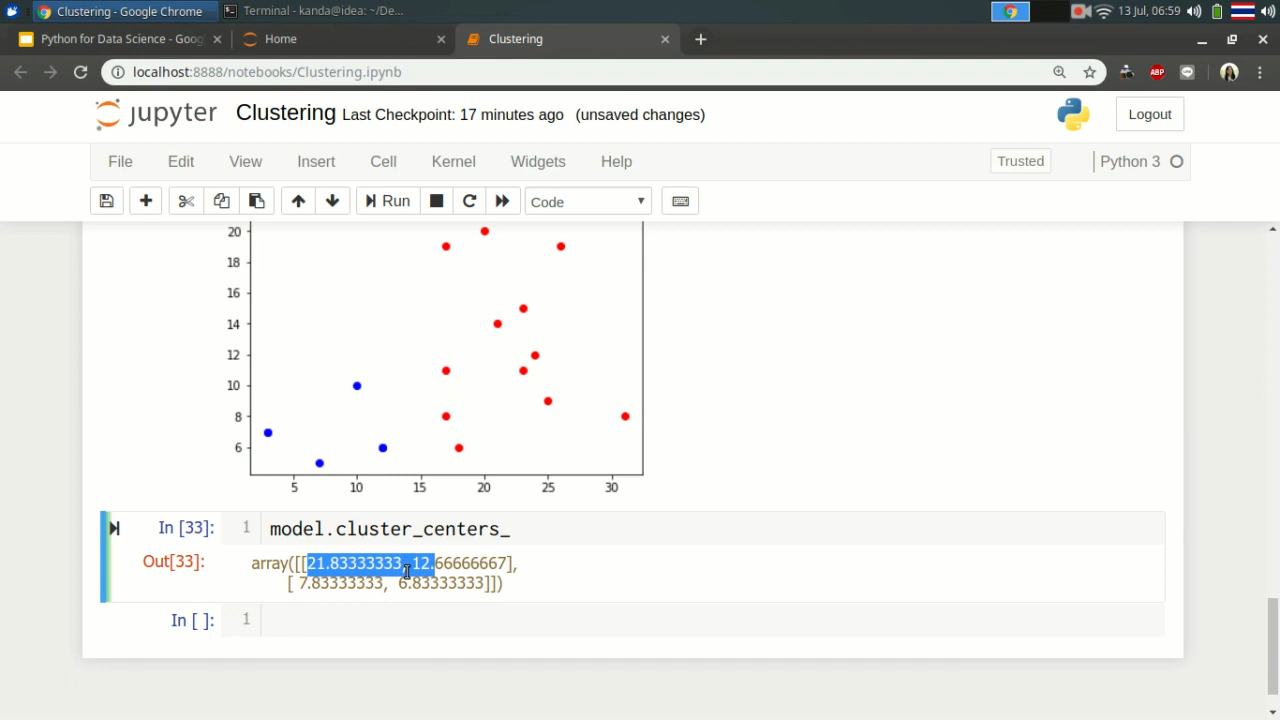 Clustering - Google Chrome
Terminal - kanda@idea: ~/De...
13 Jul, 06:59
Python for Data Science - Goog
Home
Clustering
localhost:8888/notebooks/Clustering.ipynb
ABP
jupyter Clustering Last Checkpoint: 17 minutes ago (unsaved changes)
Logout
File Edit View Insert Cell Kernel Widgets Help
Trusted
Python 3
Run
Code
20
18
16
14
12
10
8
6
5 10 15 20 25 30
In [33]: 1 model.cluster_centers_
Out[33]: array([[21.83333333, 12.66666667],
[ 7.83333333, 6.83333333]])
In [ ]: 1